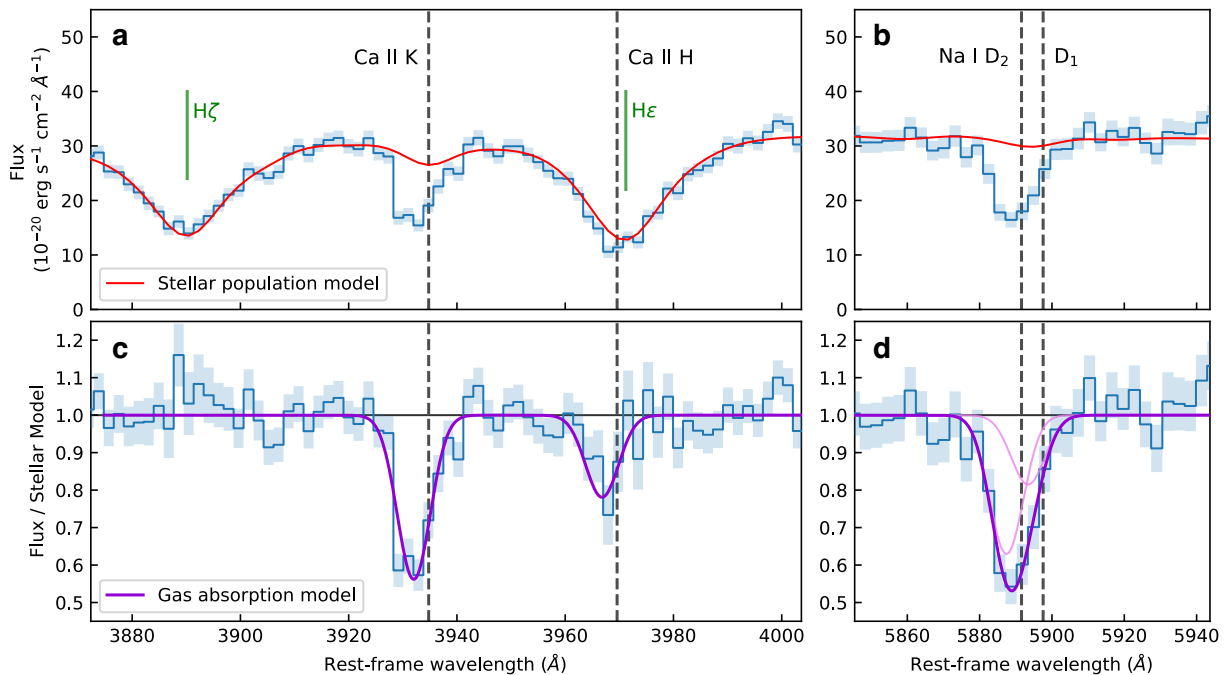 a
b
Ca II K
Ca II H
Na I D₂
D₁
Hζ
Hε
Flux
(10⁻²⁰ erg s⁻¹ cm⁻² Å⁻¹)
50
40
30
20
10
0
50
40
30
20
10
0
Stellar population model
c
d
Flux / Stellar Model
1.2
1.1
1.0
0.9
0.8
0.7
0.6
0.5
1.2
1.1
1.0
0.9
0.8
0.7
0.6
0.5
Gas absorption model
3880 3900 3920 3940 3960 3980 4000
5860 5880 5900 5920 5940
Rest-frame wavelength (Å)
Rest-frame wavelength (Å)